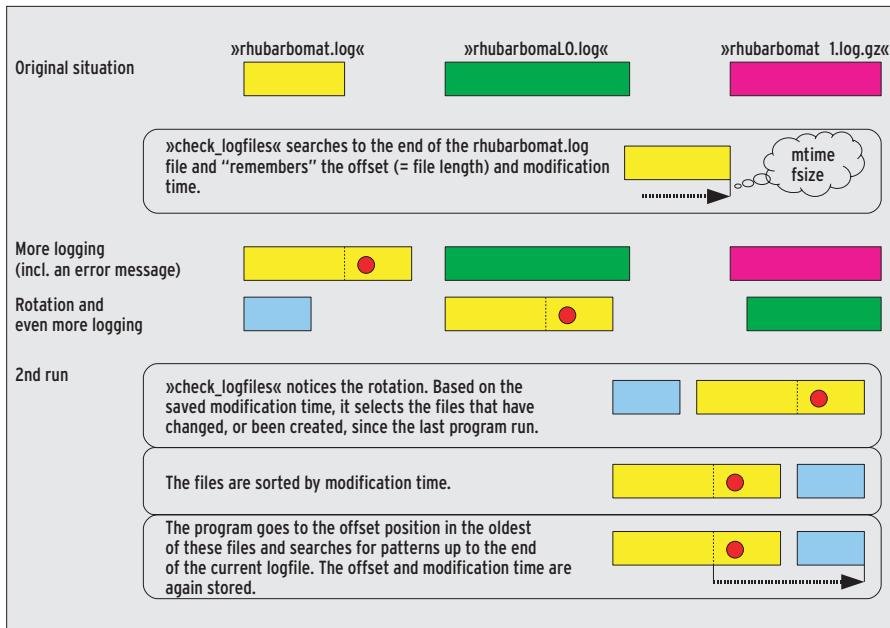 »rhubarbomat.log« »rhubarbomaL0.log« »rhubarbomat 1.log.gz«
Original situation
»check_logfiles« searches to the end of the rhubarbomat.log
file and “remembers” the offset (= file length) and modification
time.
mtime
fsize
More logging
(incl. an error message)
Rotation and
even more logging
2nd run
»check_logfiles« notices the rotation. Based on the
saved modification time, it selects the files that have
changed, or been created, since the last program run.
The files are sorted by modification time.
The program goes to the offset position in the oldest
of these files and searches for patterns up to the end
of the current logfile. The offset and modification time are
again stored.